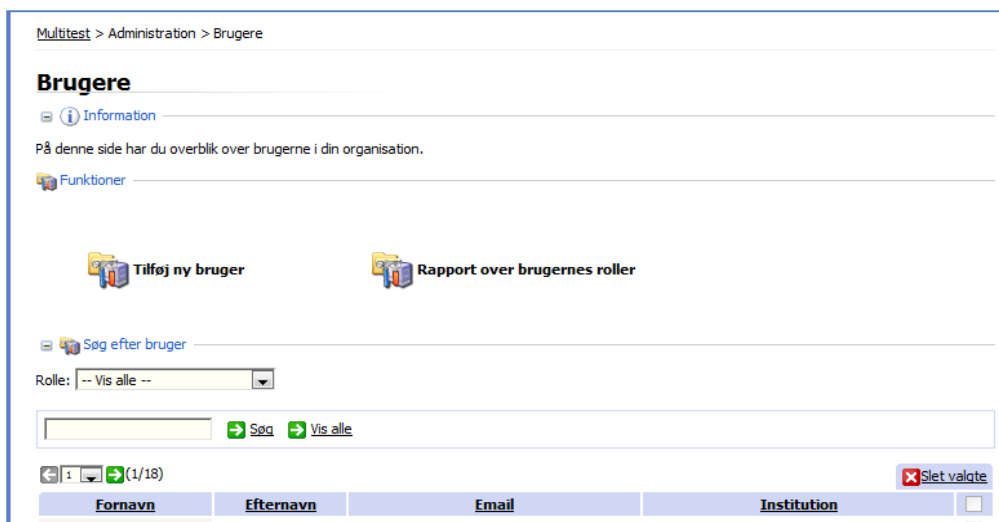 Multitest > Administration > Brugere
Brugere
Information
På denne side har du overblik over brugerne i din organisation.
Funktioner
Tilføj ny bruger Rapport over brugernes roller
Søg efter bruger
Rolle: -- Vis alle --
Søg Vis alle
1 (1/18) Slet valgte
Fornavn Efternavn Email Institution